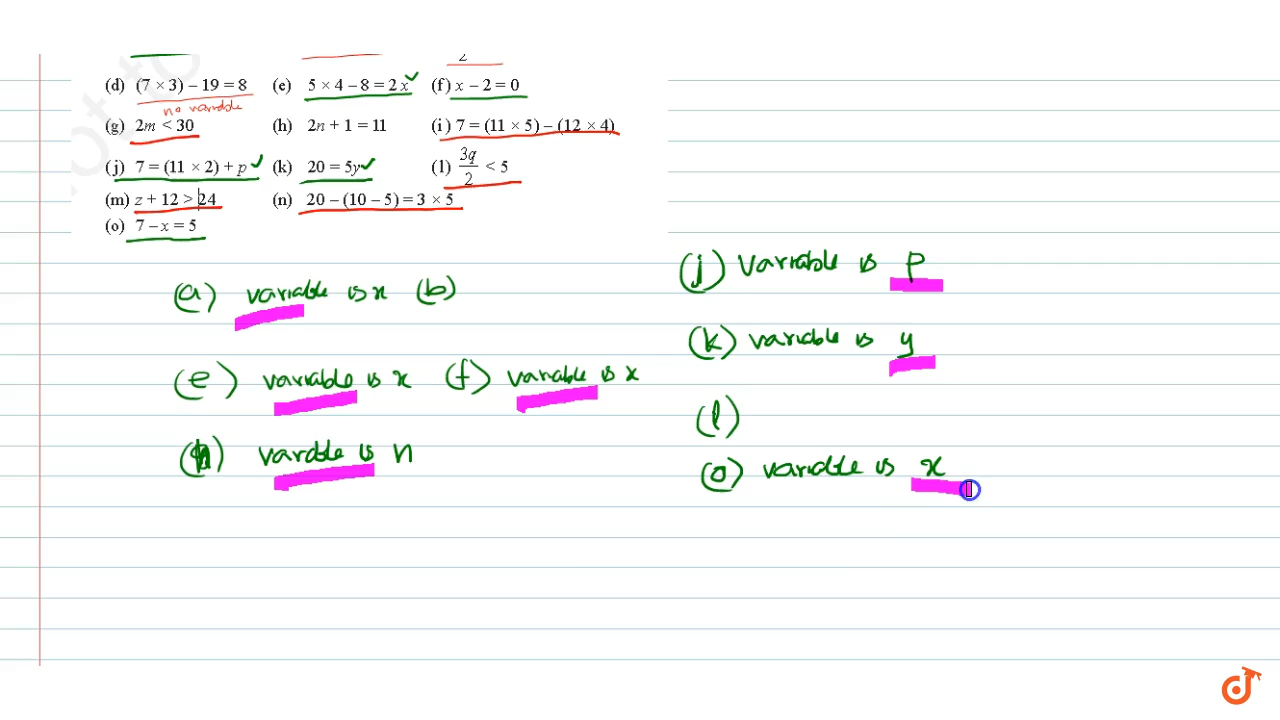 2
(d) (7 × 3) – 19 = 8 (e) 5 × 4 – 8 = 2x (f) x – 2 = 0
no variable
(g) 2m < 30 (h) 2n + 1 = 11 (i) 7 = (11 × 5) – (12 × 4)
(j) 7 = (11 × 2) + p (k) 20 = 5y (l) 3q/2 < 5
(m) z + 12 > 24 (n) 20 – (10 – 5) = 3 × 5
(o) 7 – x = 5
(a) variable is x (b)
(e) variable is x (f) variable is x
(h) varable is n
(j) variable is p
(k) variable is y
(l)
(o) variable is x